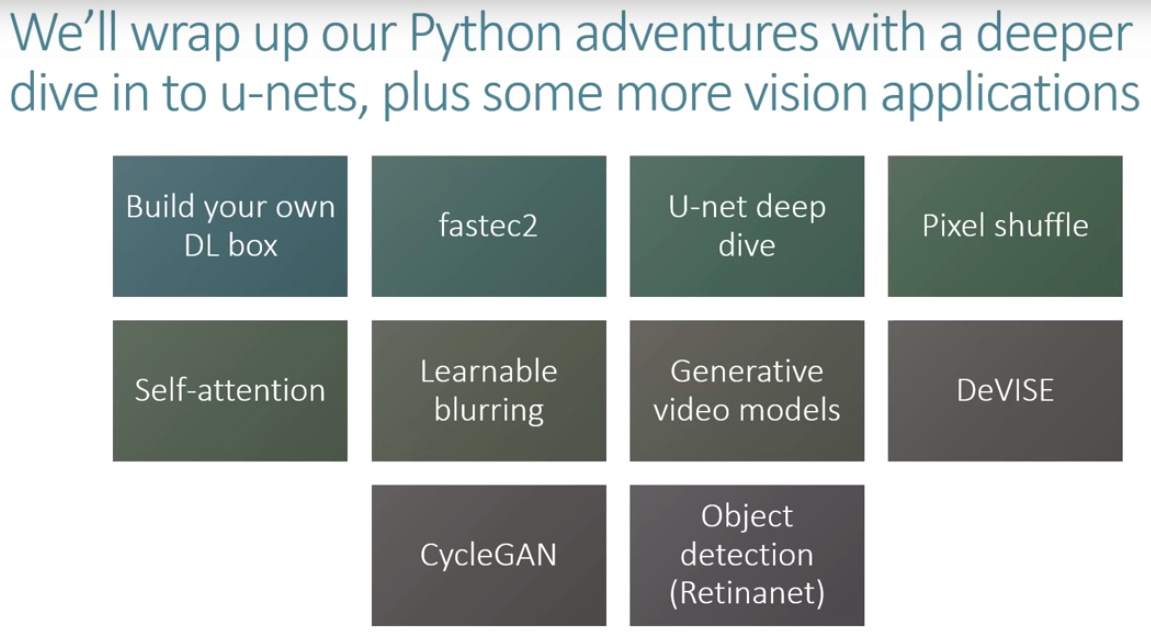 We'll wrap up our Python adventures with a deeper
dive in to u-nets, plus some more vision applications
Build your own
DL box
fastec2
U-net deep
dive
Pixel shuffle
Self-attention
Learnable
blurring
Generative
video models
DeVISE
CycleGAN
Object
detection
(Retinanet)